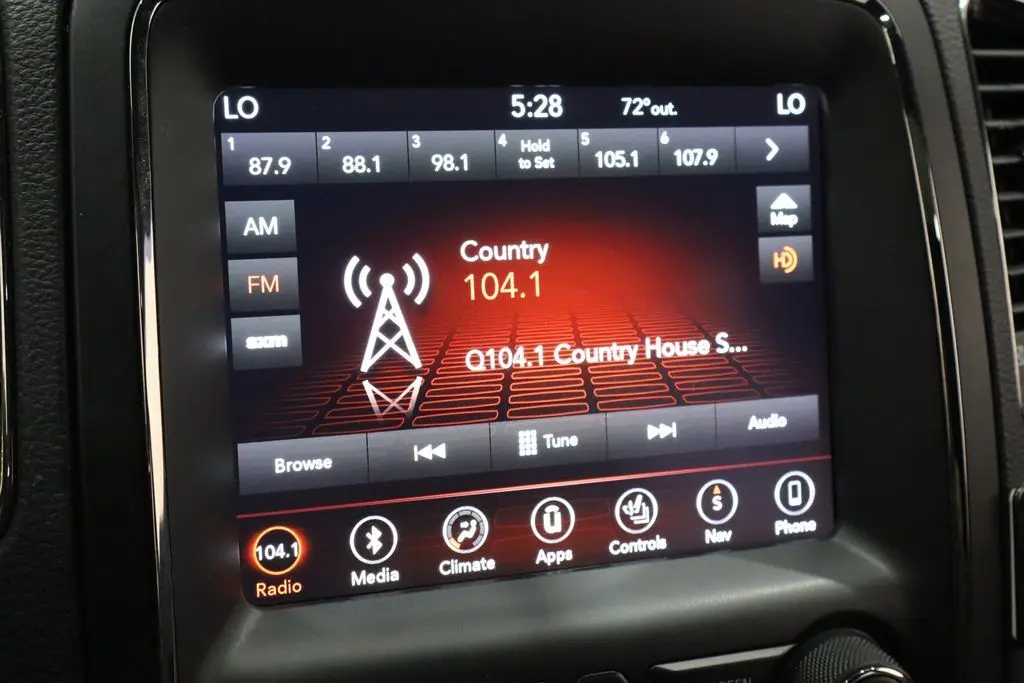 LO 5:28 72° out. LO
1 87.9 2 88.1 3 98.1 4 Hold to Set 5 105.1 6 107.9
AM
Map
FM
HD
sxm
Country
104.1
Q104.1 Country House S...
Browse Tune Audio
104.1 S
Radio Media Climate Apps Controls Nav Phone